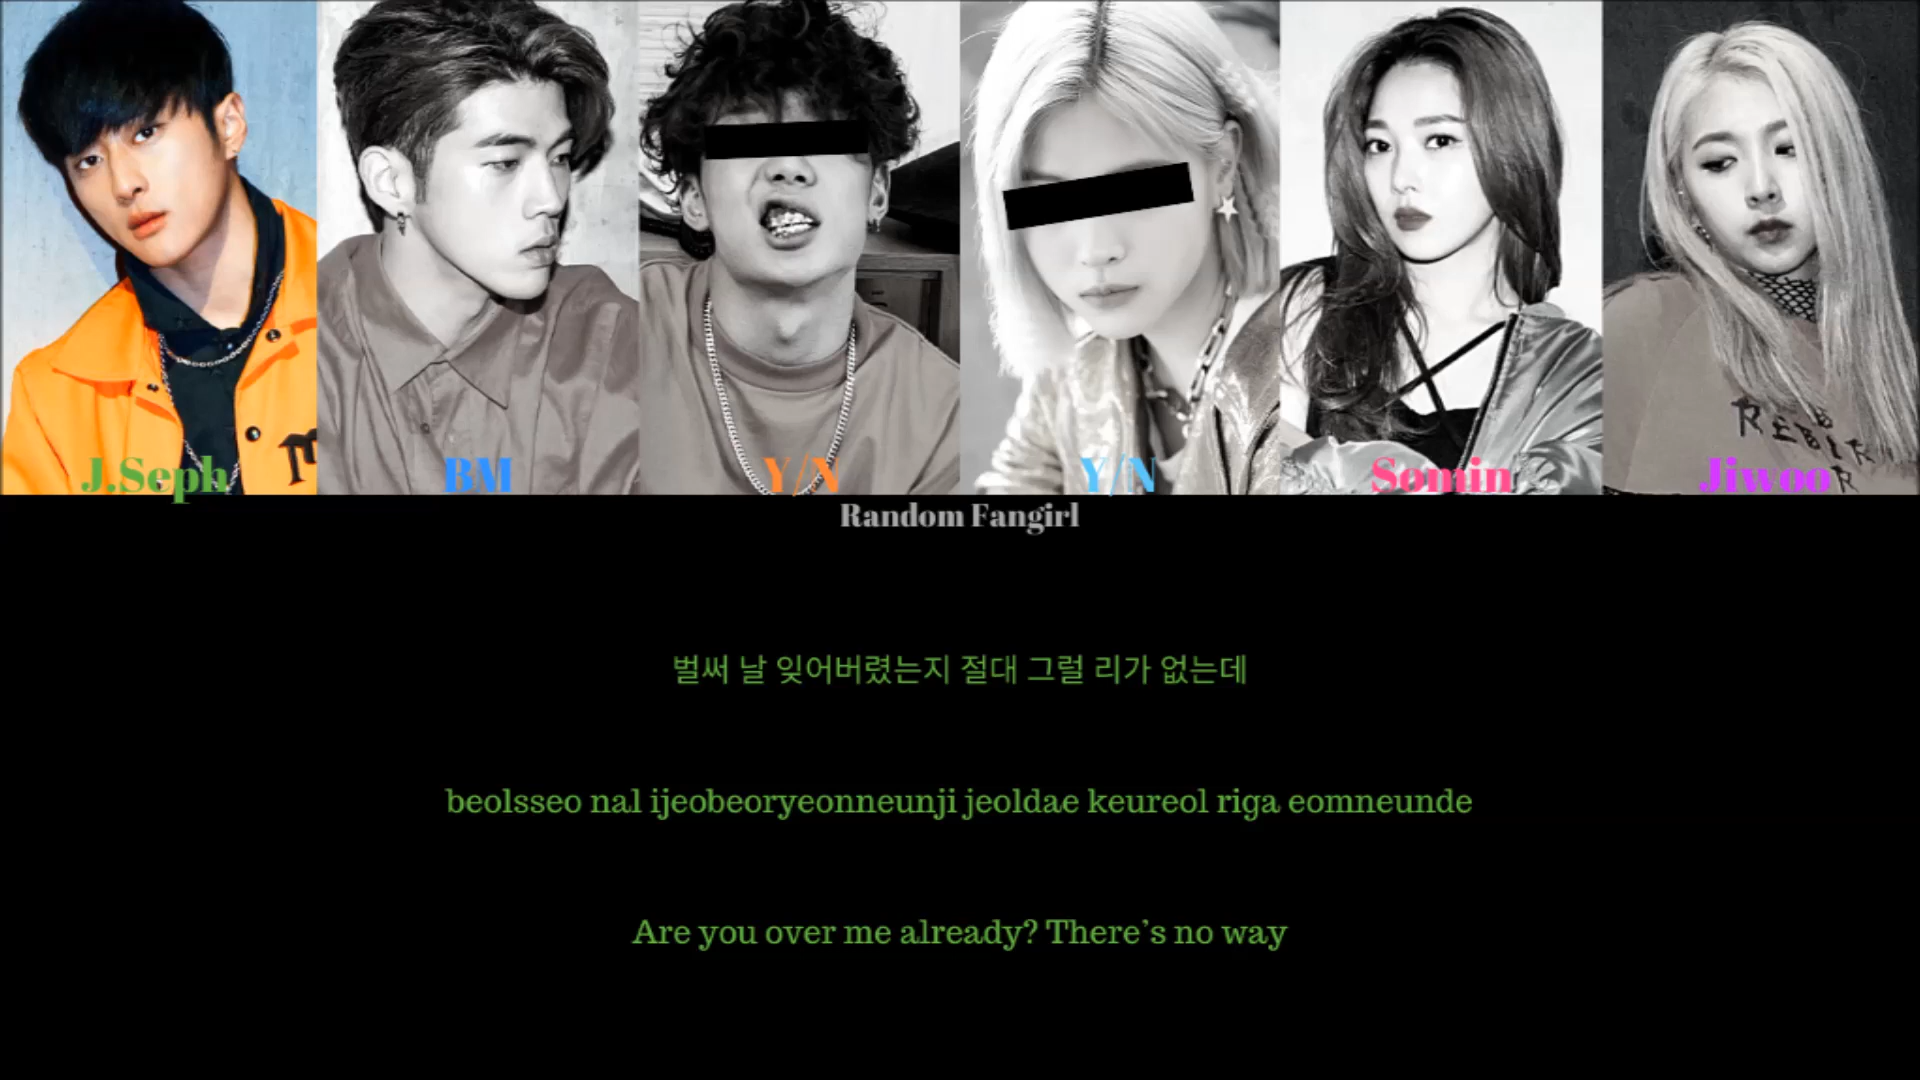 J.Seph BM Y/N Y/N Somin Jiwoo
Random Fangirl
벌써 날 잊어버렸는지 절대 그럴 리가 없는데
beolsseo nal ijeobeoryeonneunji jeoldae keureol riga eomneunde
Are you over me already? There's no way